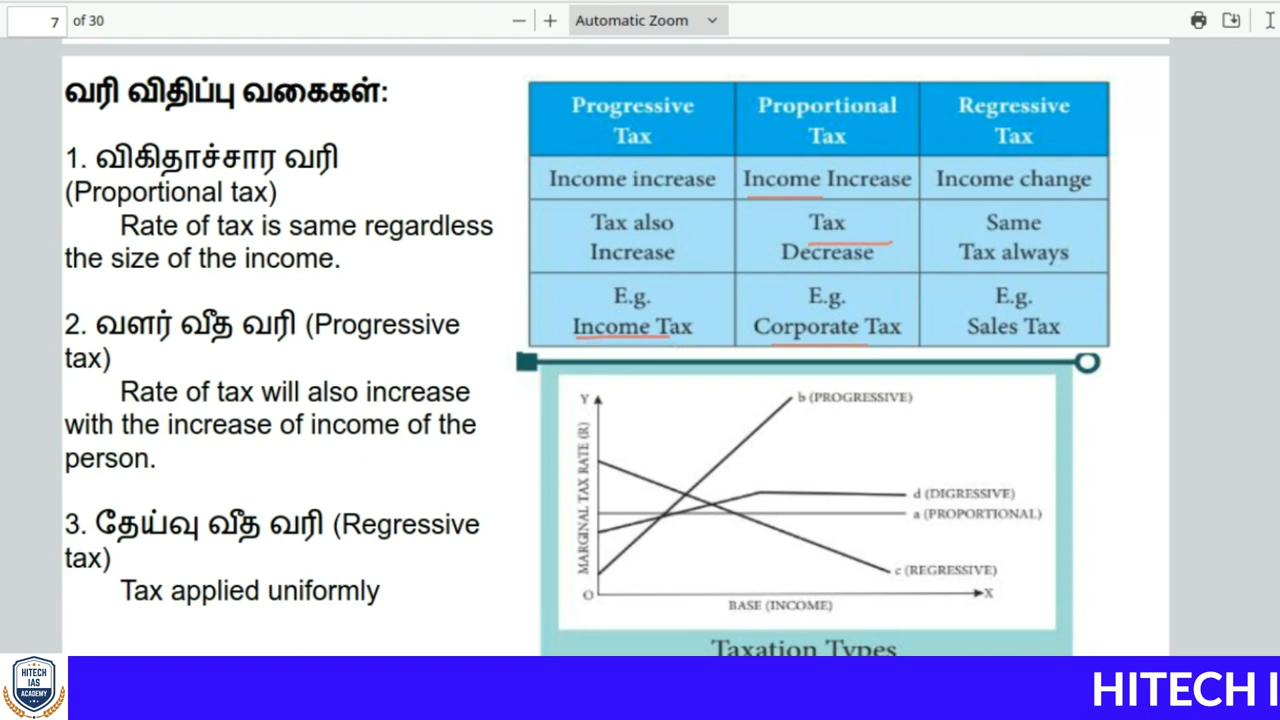 7 of 30
Automatic Zoom
வரி விதிப்பு வகைகள்:
1. விகிதாச்சார வரி
(Proportional tax)
Rate of tax is same regardless
the size of the income.
2. வளர் வீத வரி (Progressive
tax)
Rate of tax will also increase
with the increase of income of the
person.
3. தேய்வு வீத வரி (Regressive
tax)
Tax applied uniformly
Progressive Tax
Proportional Tax
Regressive Tax
Income increase
Income Increase
Income change
Tax also Increase
Tax Decrease
Same Tax always
E.g. Income Tax
E.g. Corporate Tax
E.g. Sales Tax
Y
MARGINAL TAX RATE (R)
b (PROGRESSIVE)
d (DIGRESSIVE)
a (PROPORTIONAL)
c (REGRESSIVE)
O
X
BASE (INCOME)
Taxation Types
HITECH
IAS
ACADEMY
HITECH I